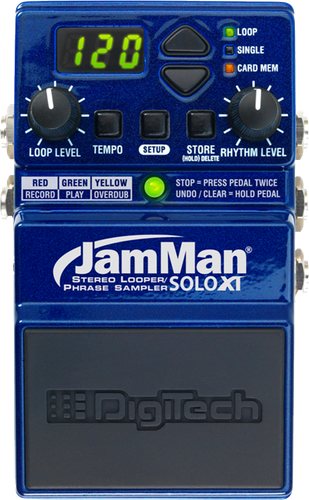 120
LOOP
SINGLE
CARD MEM
LOOP LEVEL
TEMPO
SETUP
STORE
(HOLD) DELETE
RHYTHM LEVEL
RED GREEN YELLOW
RECORD PLAY OVERDUB
STOP = PRESS PEDAL TWICE
UNDO / CLEAR = HOLD PEDAL
JamMan®
STEREO LOOPER/
PHRASE SAMPLER SOLO XT
DigiTech